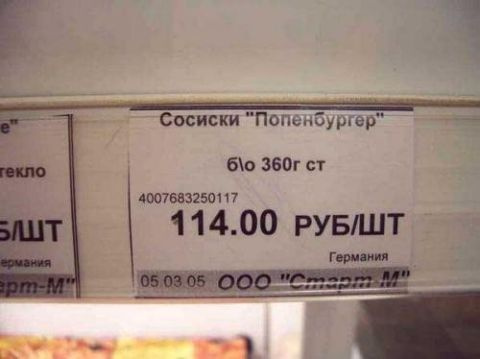 Сосиски "Попенбургер"
б\о 360г ст
4007683250117
114.00 РУБ/ШТ
Германия
05 03 05 ООО "Старт-М"
е"
текло
Б/ШТ
ермания
арт-М"